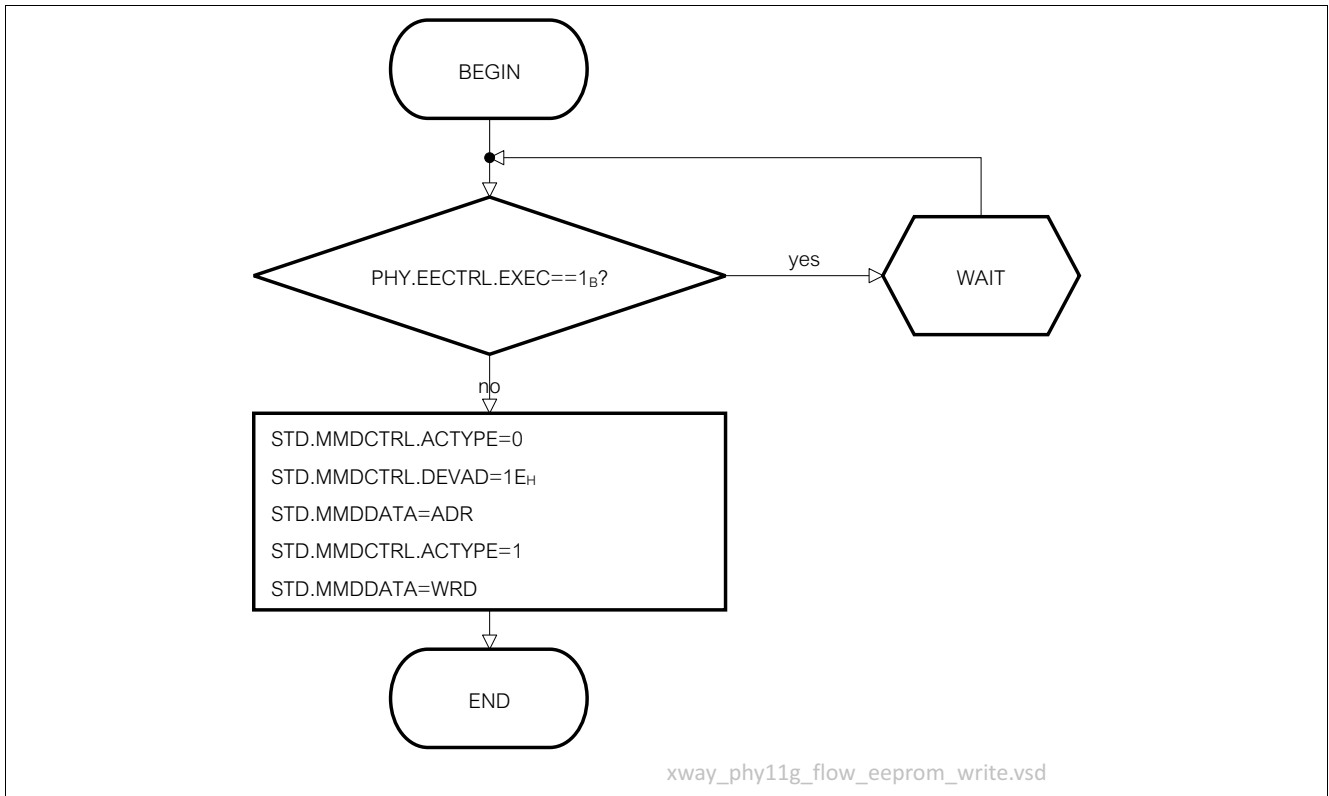 BEGIN
PHY.EECTRL.EXEC==1B?
yes
WAIT
no
STD.MMDCTRL.ACTYPE=0
STD.MMDCTRL.DEVAD=1EH
STD.MMDDATA=ADR
STD.MMDCTRL.ACTYPE=1
STD.MMDDATA=WRD
END
xway_phy11g_flow_eeprom_write.vsd